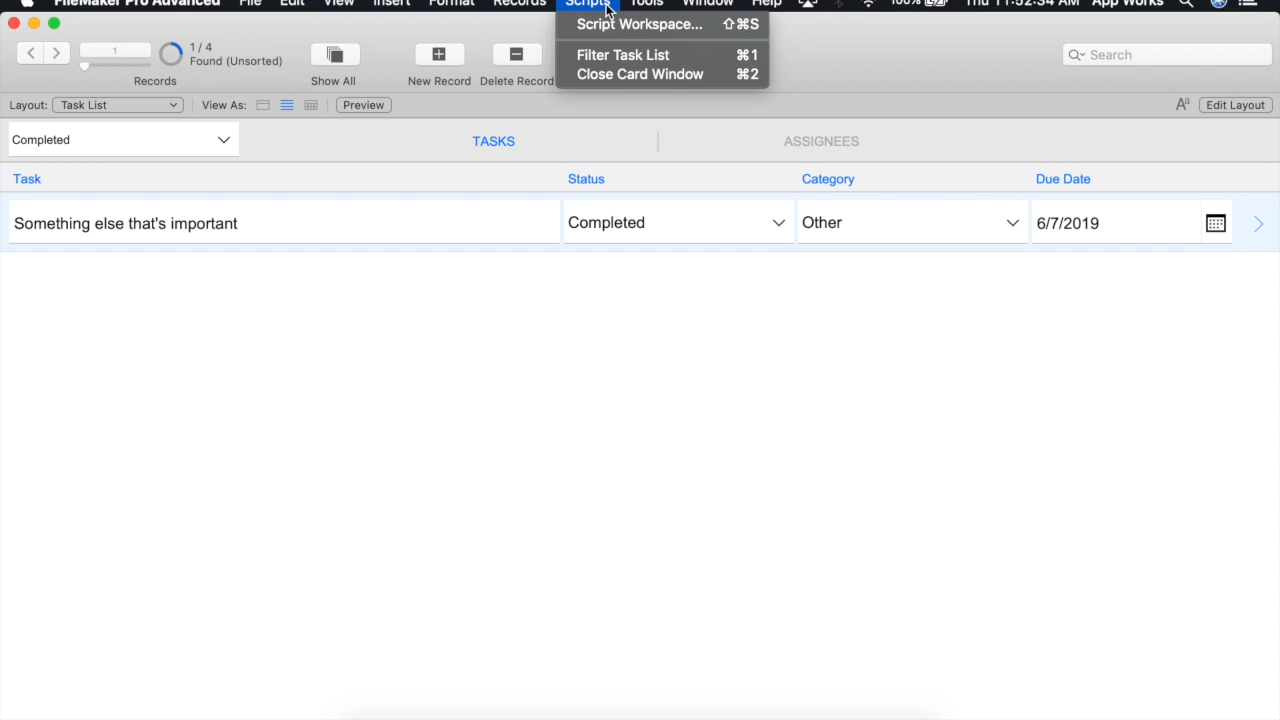 FileMaker Pro Advanced File Edit View Insert Format Records Scripts Tools Window Help 100% Thu 11:52:34 AM App Works
Script Workspace... ⇧⌘S
Filter Task List ⌘1
Close Card Window ⌘2
1
1 / 4
Found (Unsorted)
Records
Show All
New Record
Delete Record
Search
Layout: Task List View As: Preview
Aa Edit Layout
Completed
TASKS
ASSIGNEES
Task Status Category Due Date
Something else that's important Completed Other 6/7/2019